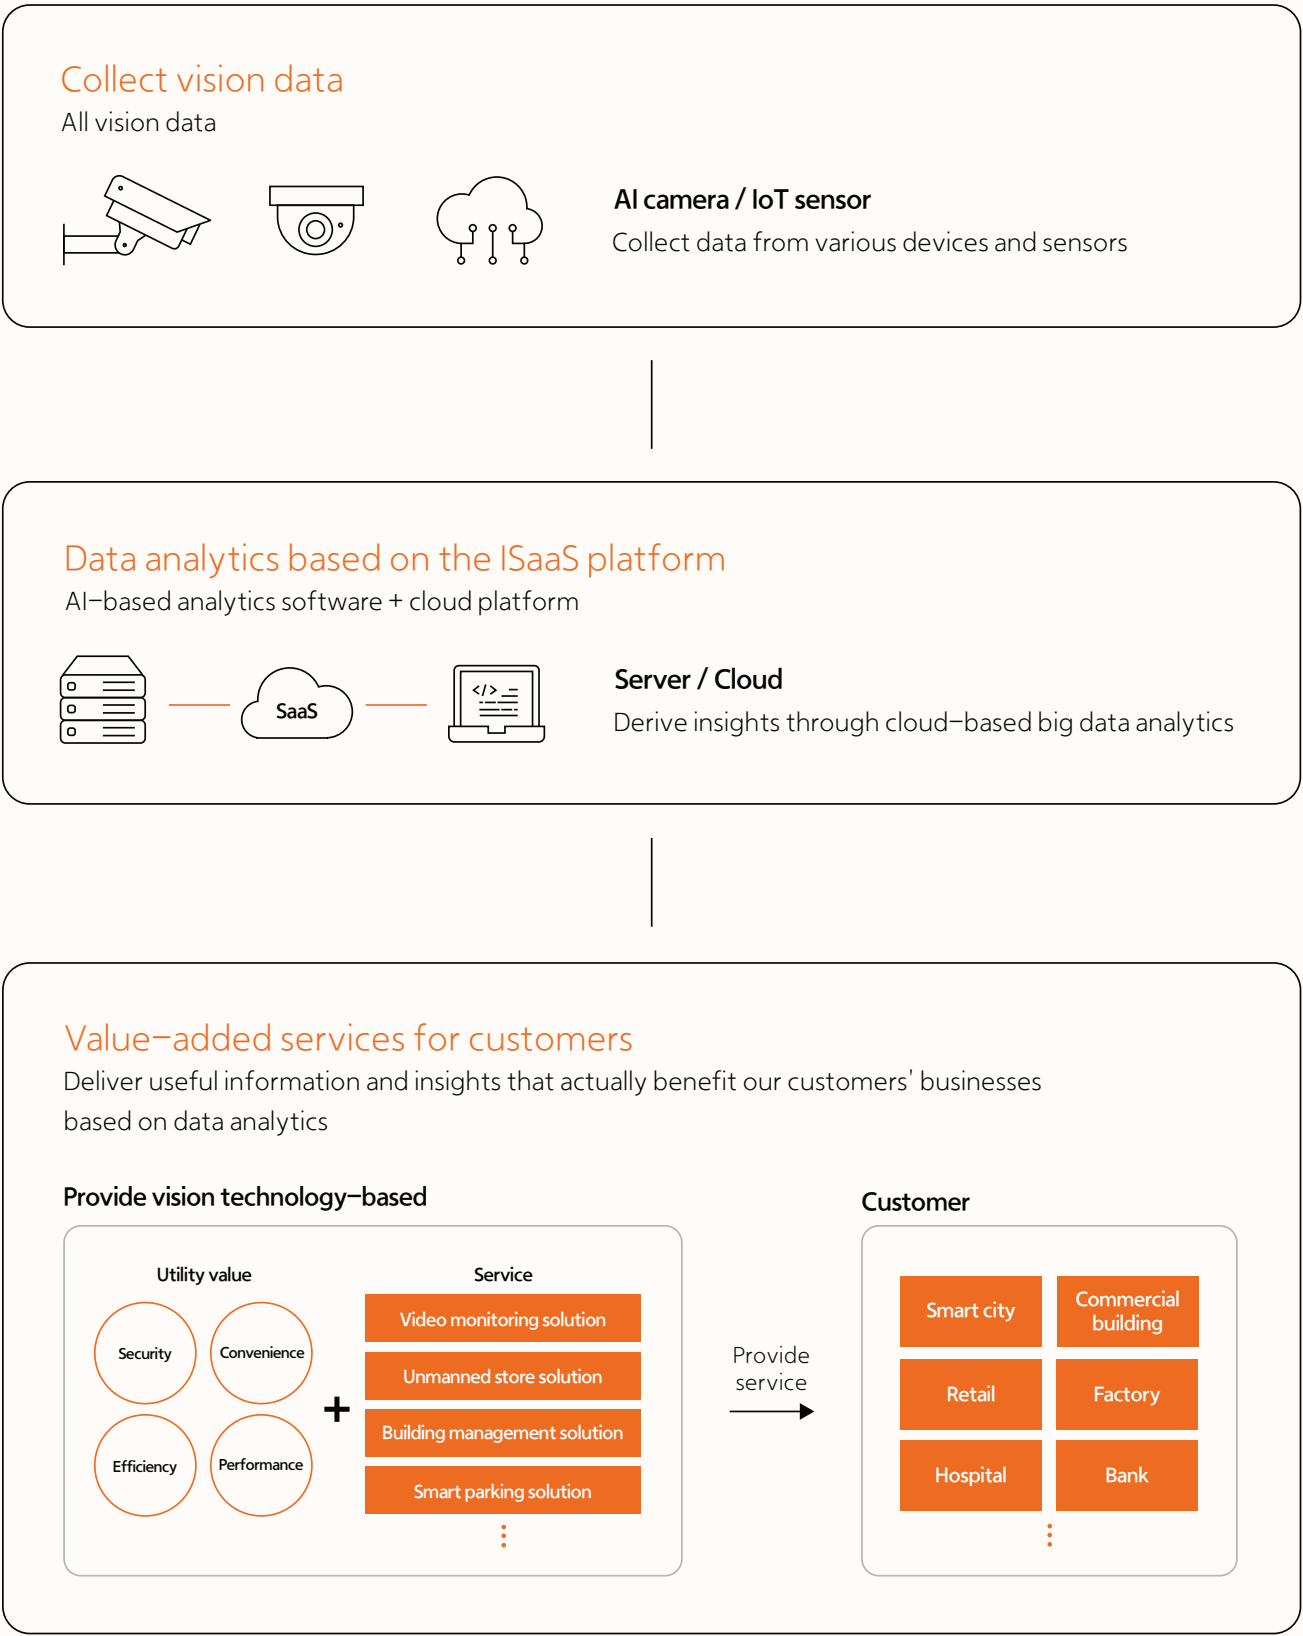 Collect vision data
All vision data
AI camera / IoT sensor
Collect data from various devices and sensors
Data analytics based on the ISaaS platform
AI-based analytics software + cloud platform
SaaS
</>
Server / Cloud
Derive insights through cloud-based big data analytics
Value-added services for customers
Deliver useful information and insights that actually benefit our customers' businesses
based on data analytics
Provide vision technology-based
Utility value
Security
Convenience
Efficiency
Performance
+
Service
Video monitoring solution
Unmanned store solution
Building management solution
Smart parking solution
Provide
service
Customer
Smart city
Commercial
building
Retail
Factory
Hospital
Bank